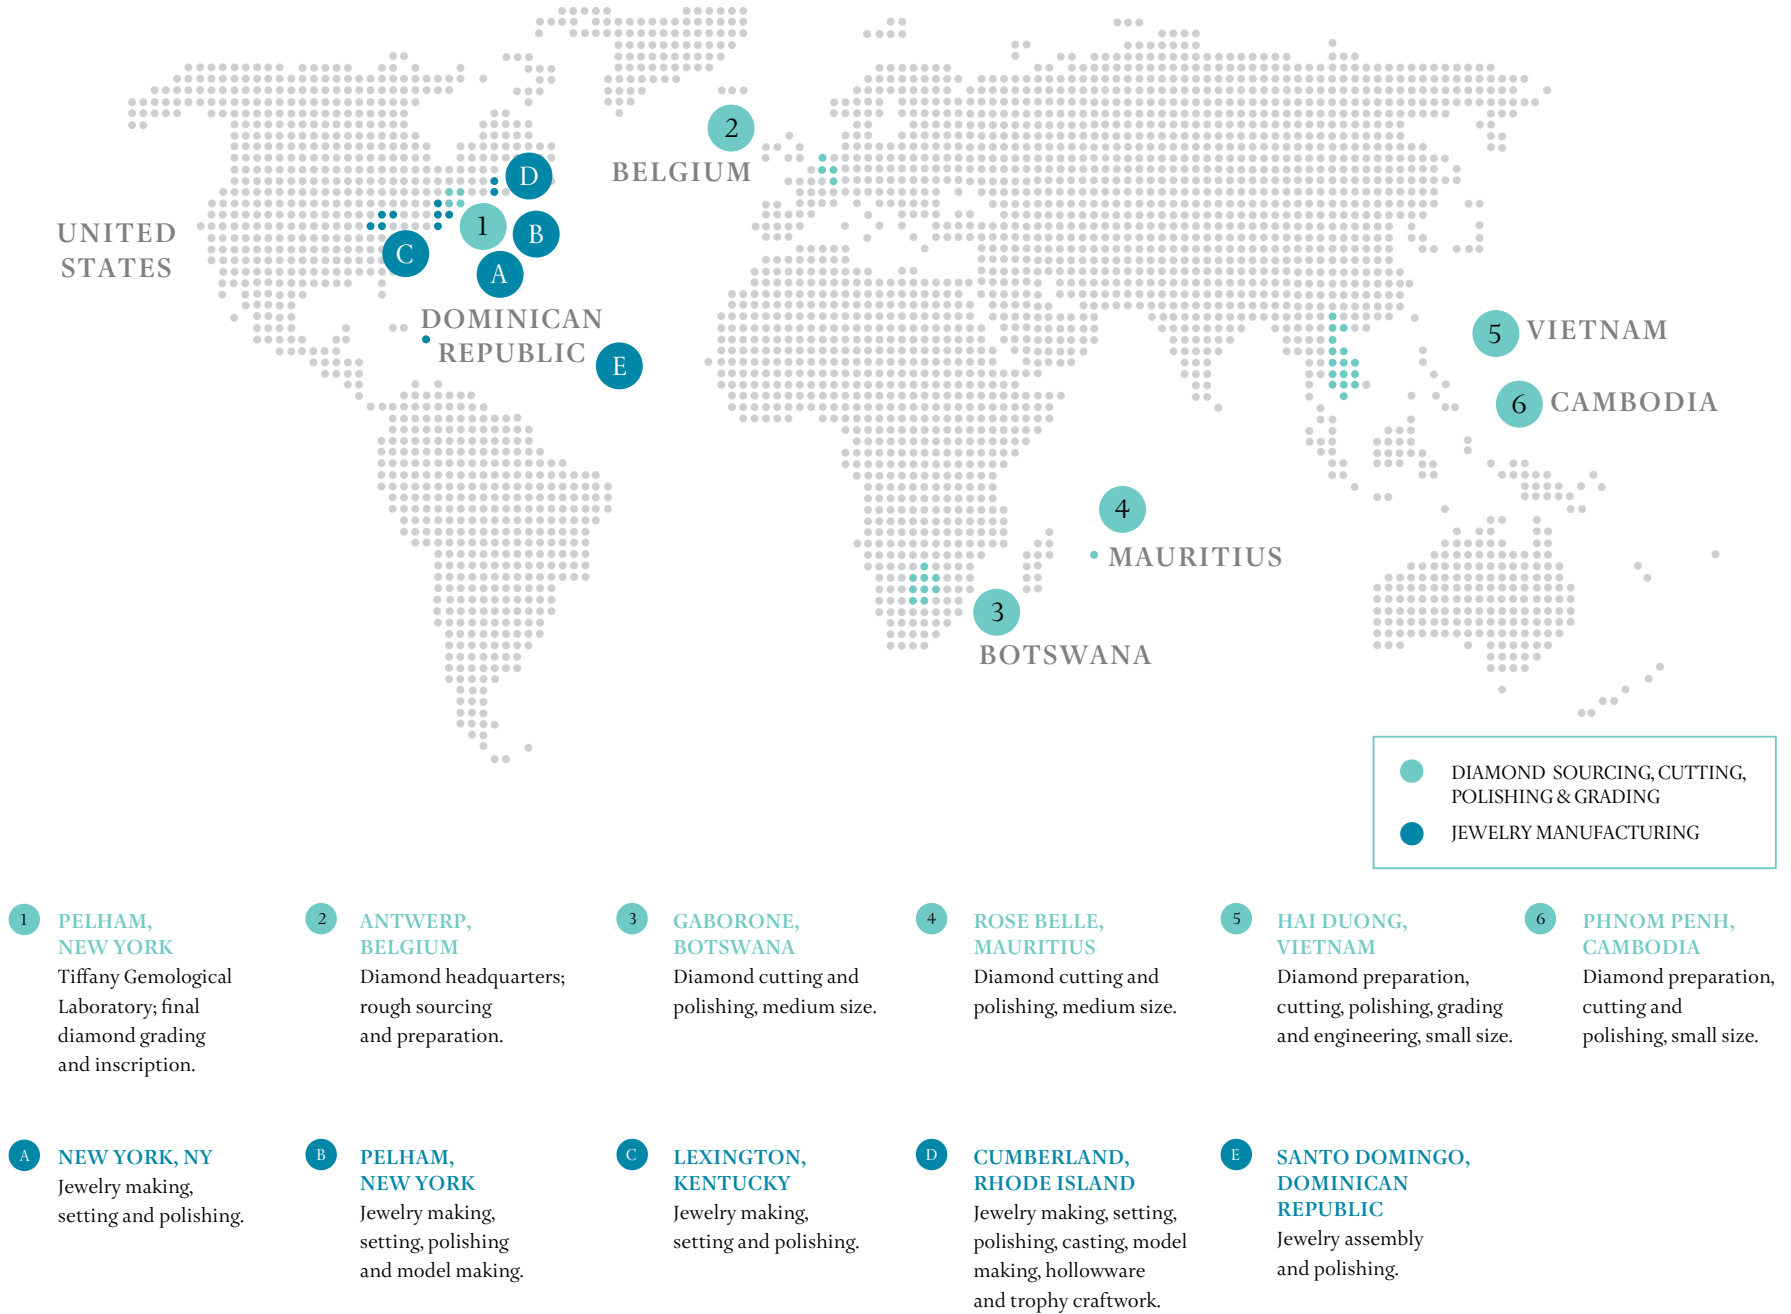 2
BELGIUM
D
1
B
C
A
UNITED
STATES
DOMINICAN
REPUBLIC
E
5
VIETNAM
6
CAMBODIA
4
MAURITIUS
3
BOTSWANA
DIAMOND SOURCING, CUTTING,
POLISHING & GRADING
JEWELRY MANUFACTURING
1
PELHAM,
NEW YORK
Tiffany Gemological
Laboratory; final
diamond grading
and inscription.
2
ANTWERP,
BELGIUM
Diamond headquarters;
rough sourcing
and preparation.
3
GABORONE,
BOTSWANA
Diamond cutting and
polishing, medium size.
4
ROSE BELLE,
MAURITIUS
Diamond cutting and
polishing, medium size.
5
HAI DUONG,
VIETNAM
Diamond preparation,
cutting, polishing, grading
and engineering, small size.
6
PHNOM PENH,
CAMBODIA
Diamond preparation,
cutting and
polishing, small size.
A
NEW YORK, NY
Jewelry making,
setting and polishing.
B
PELHAM,
NEW YORK
Jewelry making,
setting, polishing
and model making.
C
LEXINGTON,
KENTUCKY
Jewelry making,
setting and polishing.
D
CUMBERLAND,
RHODE ISLAND
Jewelry making, setting,
polishing, casting, model
making, hollowware
and trophy craftwork.
E
SANTO DOMINGO,
DOMINICAN
REPUBLIC
Jewelry assembly
and polishing.